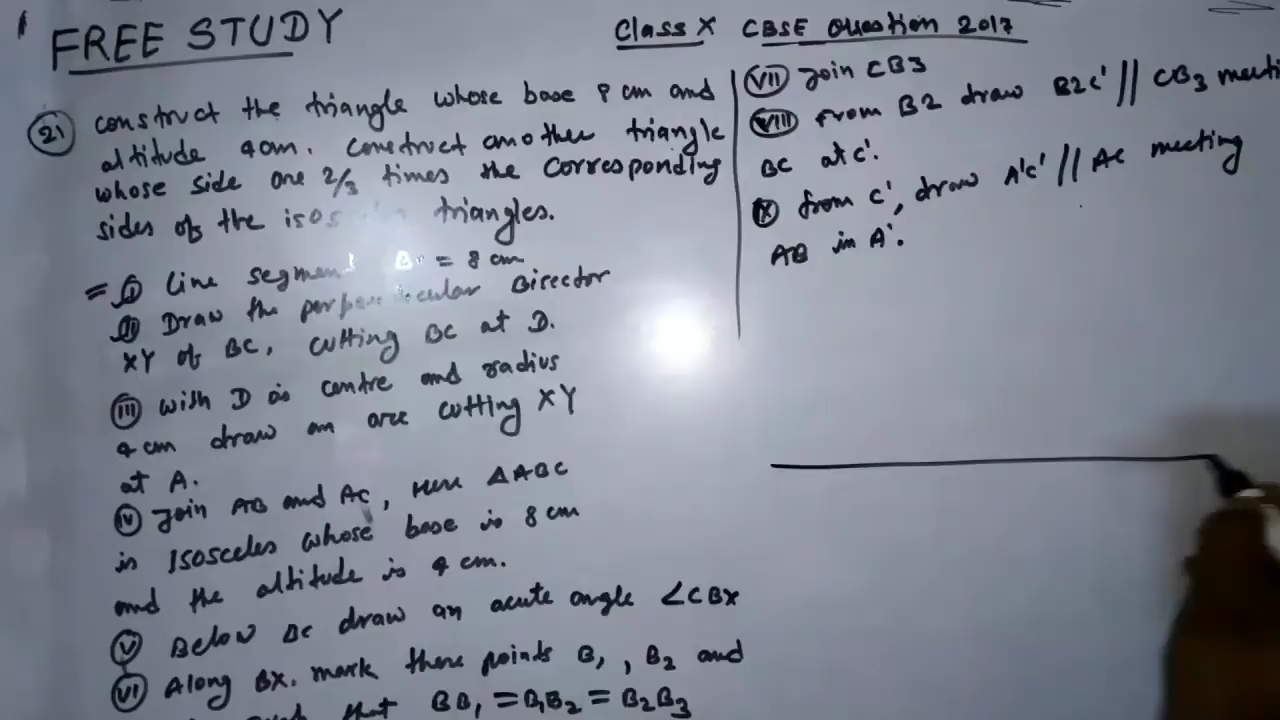 FREE STUDY
Class X CBSE Question 2017
21 construct the triangle whose base 8 cm and
altitude 4cm. Construct another triangle
whose side are 2/3 times the corresponding
sides of the triangles.
= (I) Line segment = 8 cm
(II) Draw the Bisector
XY of BC, cutting BC at D.
(III) with D as centre and radius
4 cm draw an arc cutting XY
at A.
(IV) Join AB and AC, Here ΔABC
is Isosceles whose base is 8 cm
and the altitude is 4 cm.
(V) Below BC draw an acute angle ∠CBX
(VI) Along BX. mark three points B1, B2 and
that BB1 = B1B2 = B2B3
(VII) Join CB3
(VIII) from B2 draw B2C' // CB3
BC at C'.
(IX) from C', draw A'C' // AC meeting
AB in A'.